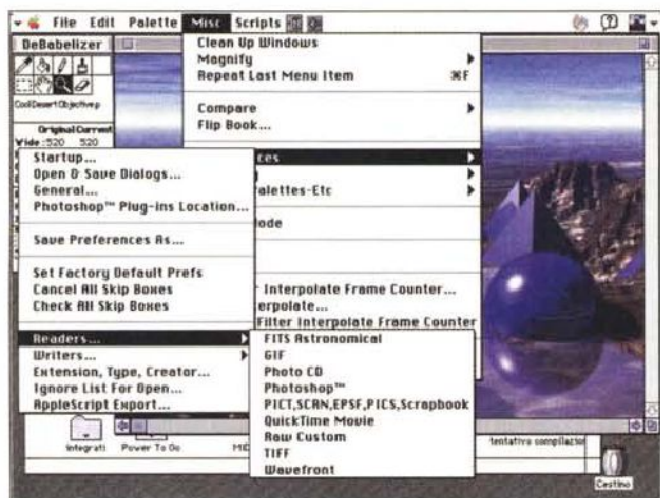 File Edit Palette Misc Scripts
DeBabelizer
CoolDesertObjective.p
Original Current
Wide :520 520
Clean Up Windows
Magnify
Repeat Last Menu Item ⌘F
Compare
Flip Book...
ces
alettes-Etc
ode
r Interpolate Frame Counter...
erpolate...
Filter Interpolate Frame Counter
Startup...
Open & Save Dialogs...
General...
Photoshop™ Plug-ins Location...
Save Preferences As...
Set Factory Default Prefs
Cancel All Skip Boxes
Check All Skip Boxes
Readers...
Writers...
Extension, Type, Creator...
Ignore List For Open...
AppleScript Export...
FITS Astronomical
GIF
Photo CD
Photoshop™
PICT,SCRN,EPSF,PICS,Scrapbook
QuickTime Movie
Raw Custom
TIFF
Wavefront
Integrati Power To Go MID
tentativo compilazion
Cestino